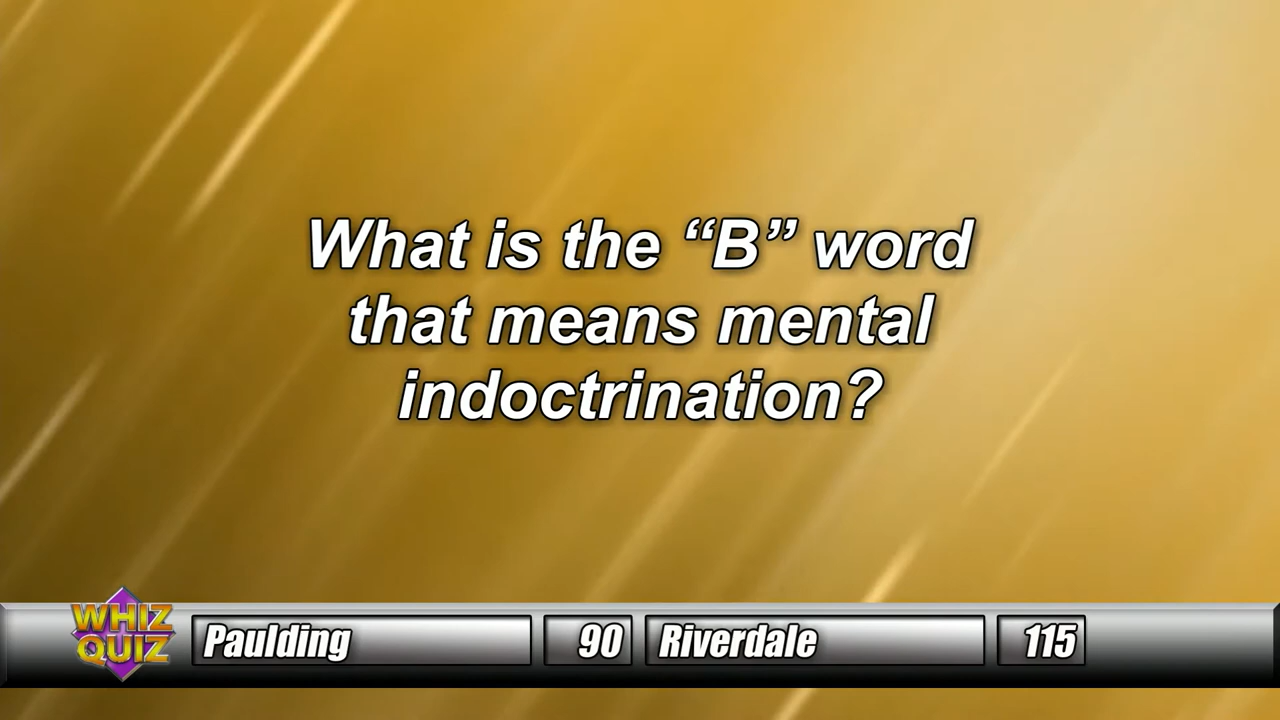 What is the “B” word
that means mental
indoctrination?
WHIZ
QUIZ
Paulding 90 Riverdale 115